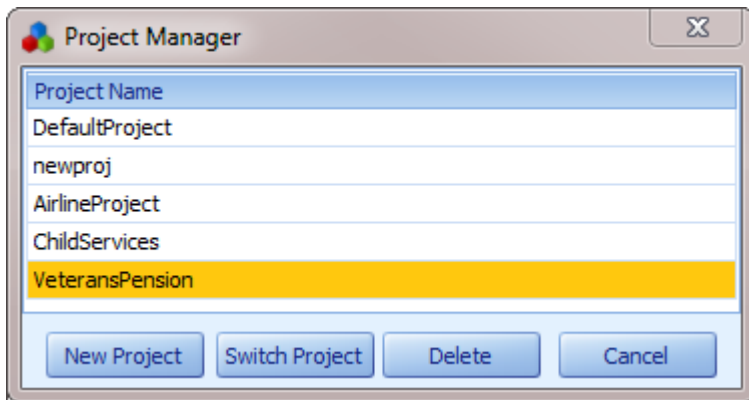 Project Manager
Project Name
DefaultProject
newproj
AirlineProject
ChildServices
VeteransPension
New Project Switch Project Delete Cancel